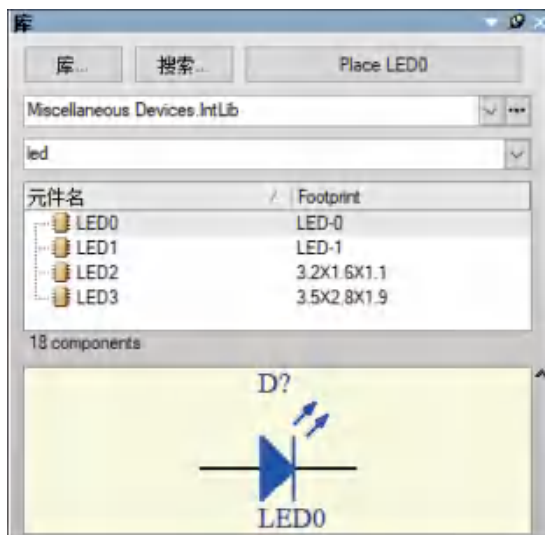 库
库... 搜索... Place LED0
Miscellaneous Devices.IntLib
led
元件名 / Footprint
LED0 LED-0
LED1 LED-1
LED2 3.2X1.6X1.1
LED3 3.5X2.8X1.9
18 components
D?
LED0